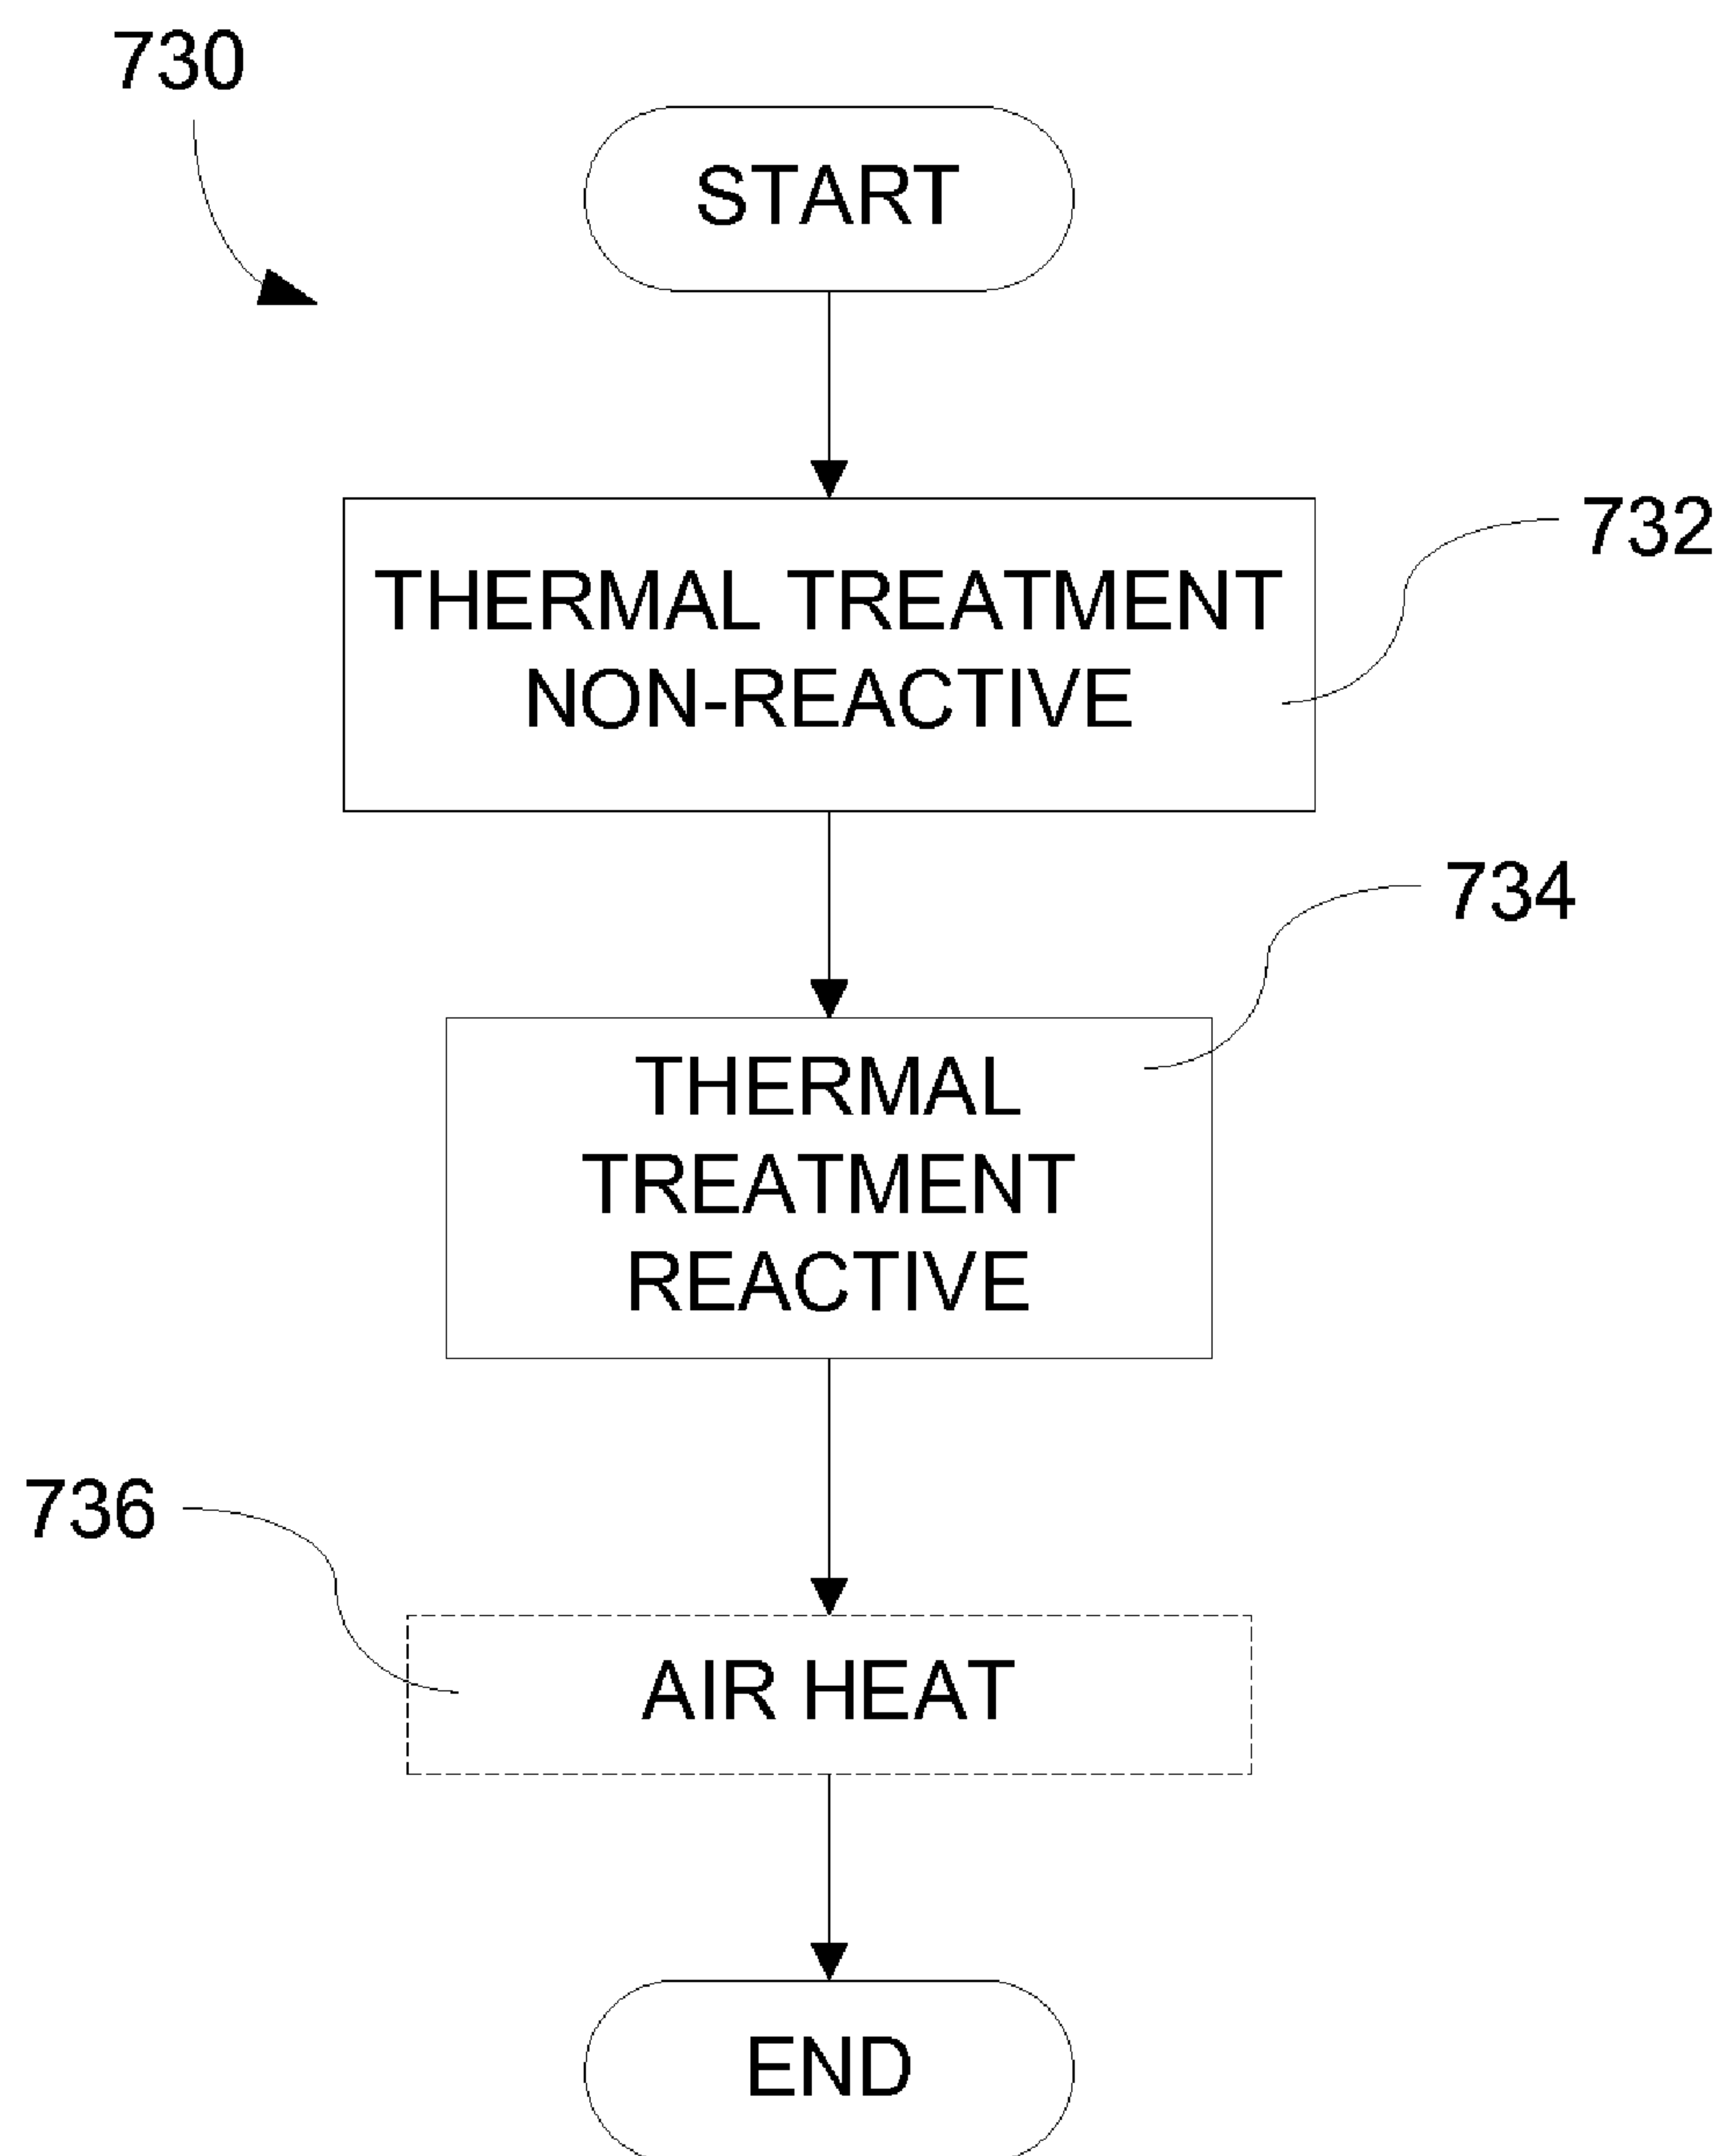 730
START
THERMAL TREATMENT
NON-REACTIVE
732
734
THERMAL
TREATMENT
REACTIVE
736
AIR HEAT
END